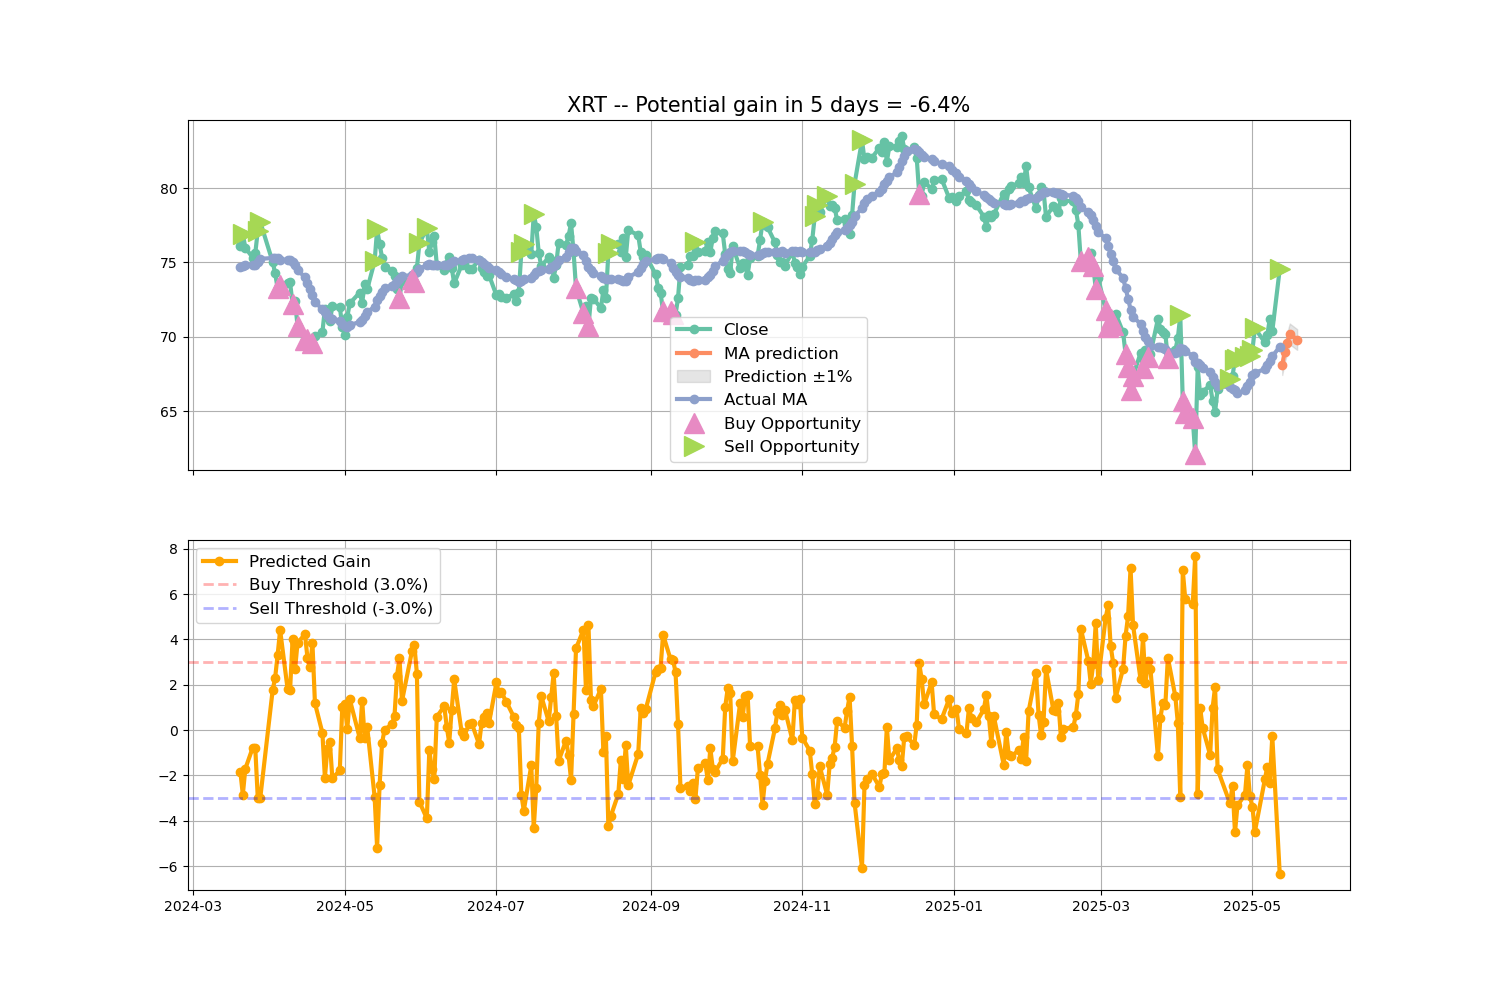 XRT -- Potential gain in 5 days = -6.4%
80
75
70
65
Close
MA prediction
Prediction ±1%
Actual MA
Buy Opportunity
Sell Opportunity
8
6
4
2
0
−2
−4
−6
Predicted Gain
Buy Threshold (3.0%)
Sell Threshold (-3.0%)
2024-03
2024-05
2024-07
2024-09
2024-11
2025-01
2025-03
2025-05